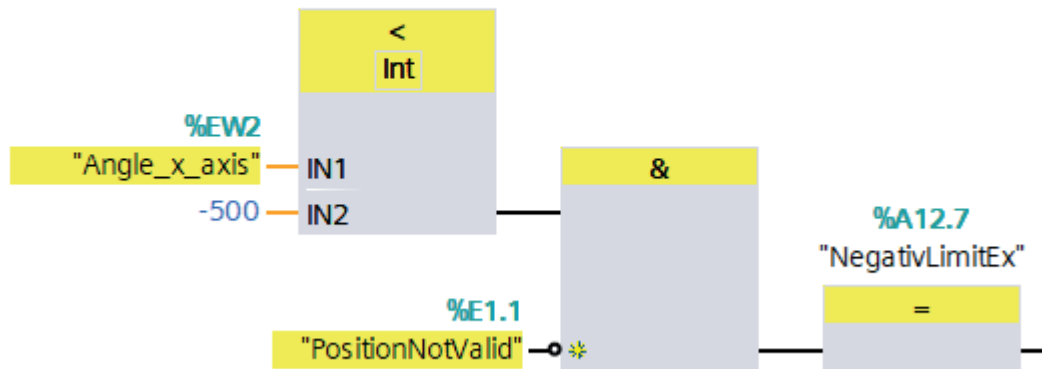 <
Int
%EW2
"Angle_x_axis"
IN1
-500
IN2
&
%A12.7
"NegativLimitEx"
=
%E1.1
"PositionNotValid"